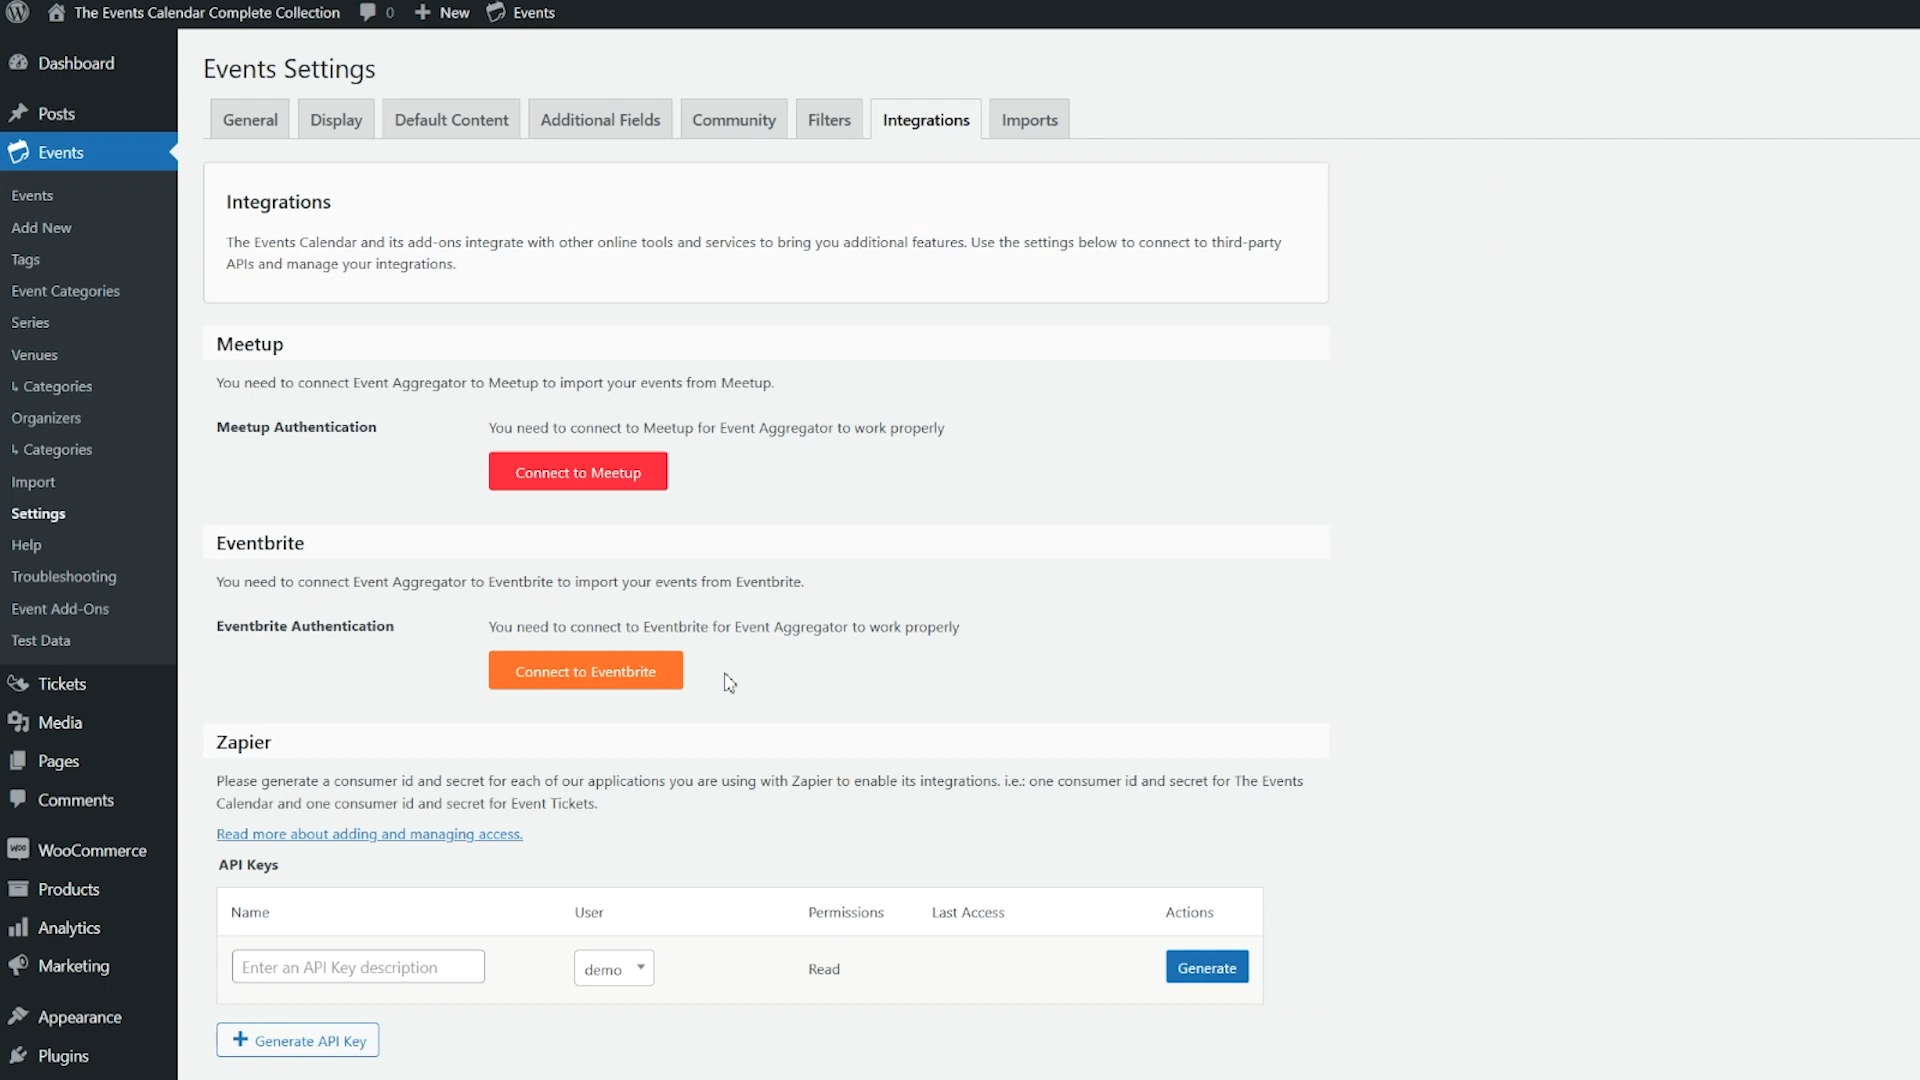 The Events Calendar Complete Collection 0 New Events
Dashboard
Posts
Events
Events
Add New
Tags
Event Categories
Series
Venues
↳ Categories
Organizers
↳ Categories
Import
Settings
Help
Troubleshooting
Event Add-Ons
Test Data
Tickets
Media
Pages
Comments
WooCommerce
Products
Analytics
Marketing
Appearance
Plugins
Events Settings
General Display Default Content Additional Fields Community Filters Integrations Imports
Integrations
The Events Calendar and its add-ons integrate with other online tools and services to bring you additional features. Use the settings below to connect to third-party
APIs and manage your integrations.
Meetup
You need to connect Event Aggregator to Meetup to import your events from Meetup.
Meetup Authentication You need to connect to Meetup for Event Aggregator to work properly
Connect to Meetup
Eventbrite
You need to connect Event Aggregator to Eventbrite to import your events from Eventbrite.
Eventbrite Authentication You need to connect to Eventbrite for Event Aggregator to work properly
Connect to Eventbrite
Zapier
Please generate a consumer id and secret for each of our applications you are using with Zapier to enable its integrations. i.e.: one consumer id and secret for The Events
Calendar and one consumer id and secret for Event Tickets.
Read more about adding and managing access.
API Keys
Name User Permissions Last Access Actions
Enter an API Key description demo Read Generate
+ Generate API Key